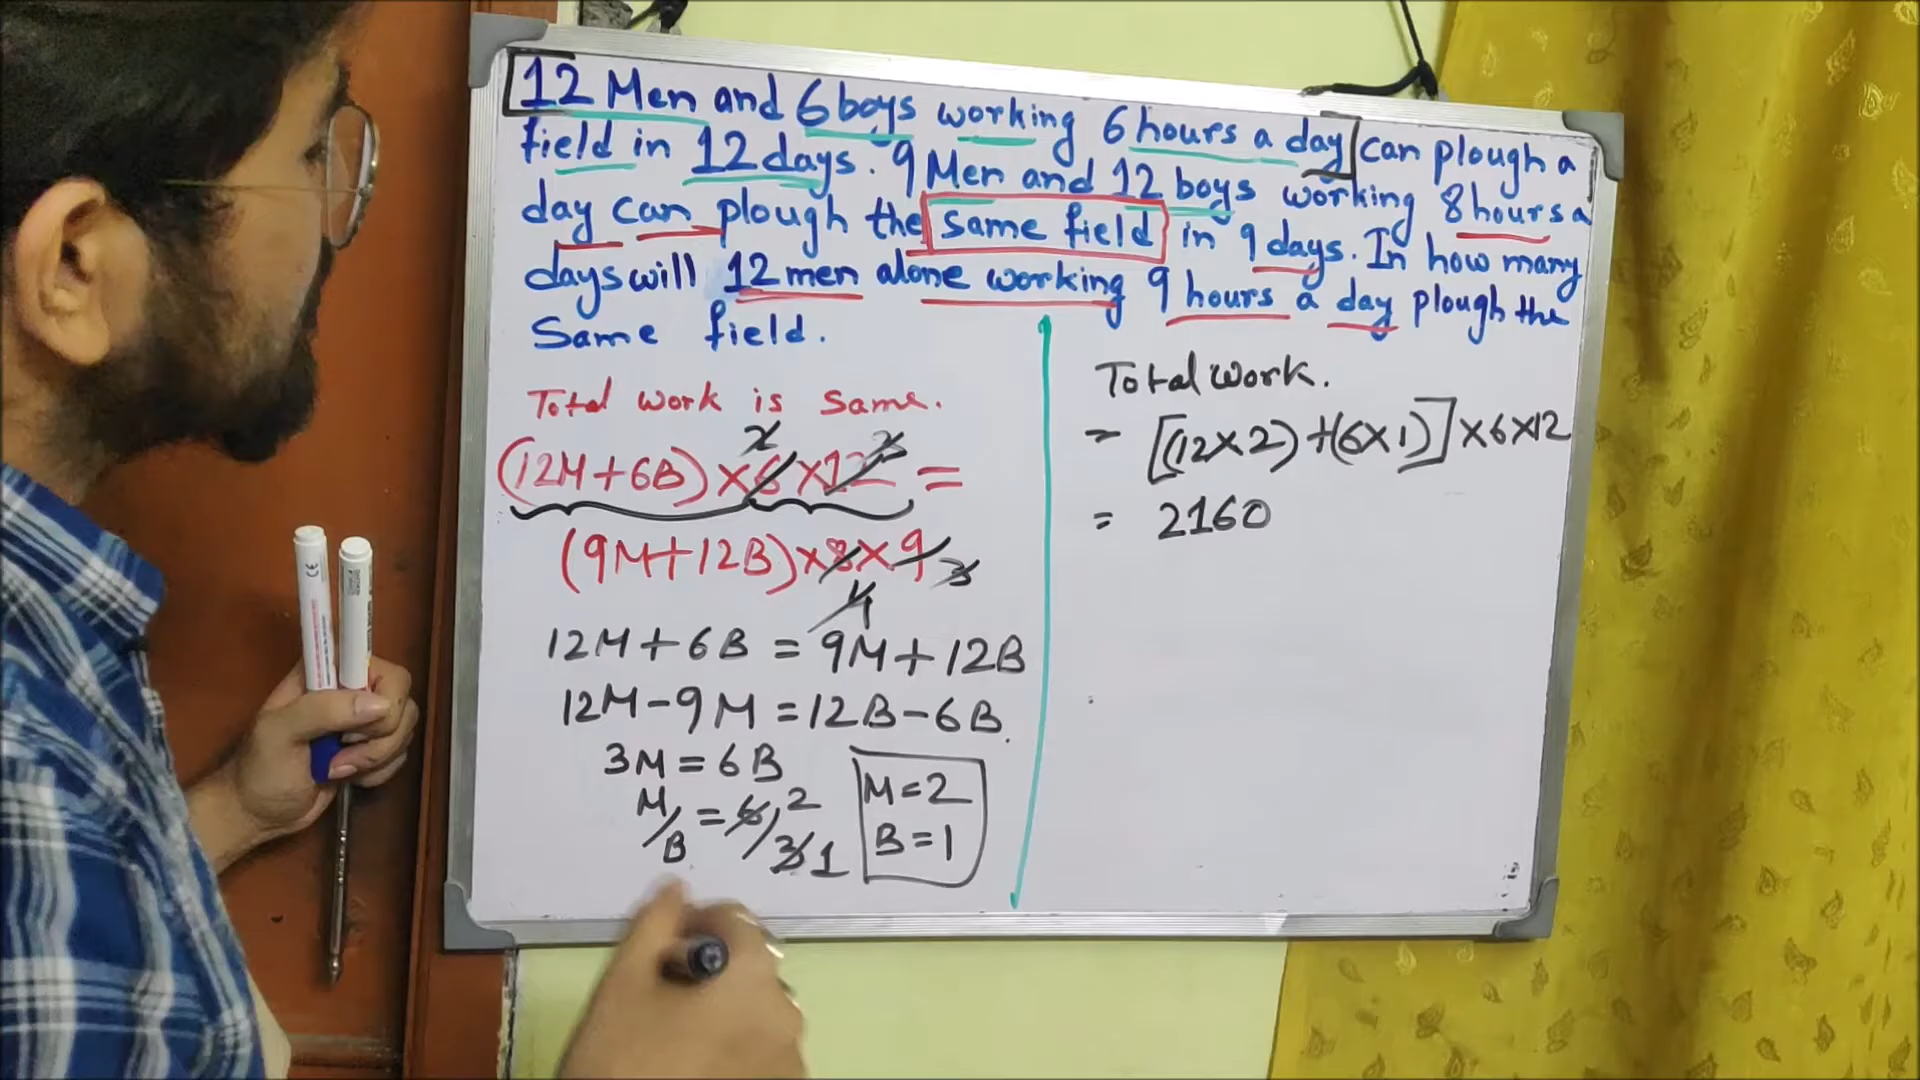 12 Men and 6 boys working 6 hours a day can plough a
field in 12 days. 9 Men and 12 boys working 8 hours a
day can plough the same field in 9 days. In how many
days will 12 men alone working 9 hours a day plough the
Same field.
Total work is same.
(12M+6B)×6×12=
2 3
(9M+12B)×8×9
4 3
12M+6B=9M+12B
12M-9M=12B-6B
3M=6B
M/B=6/3 2 1
M=2
B=1
Total work.
= [(12×2)+(6×1)]×6×12
= 2160